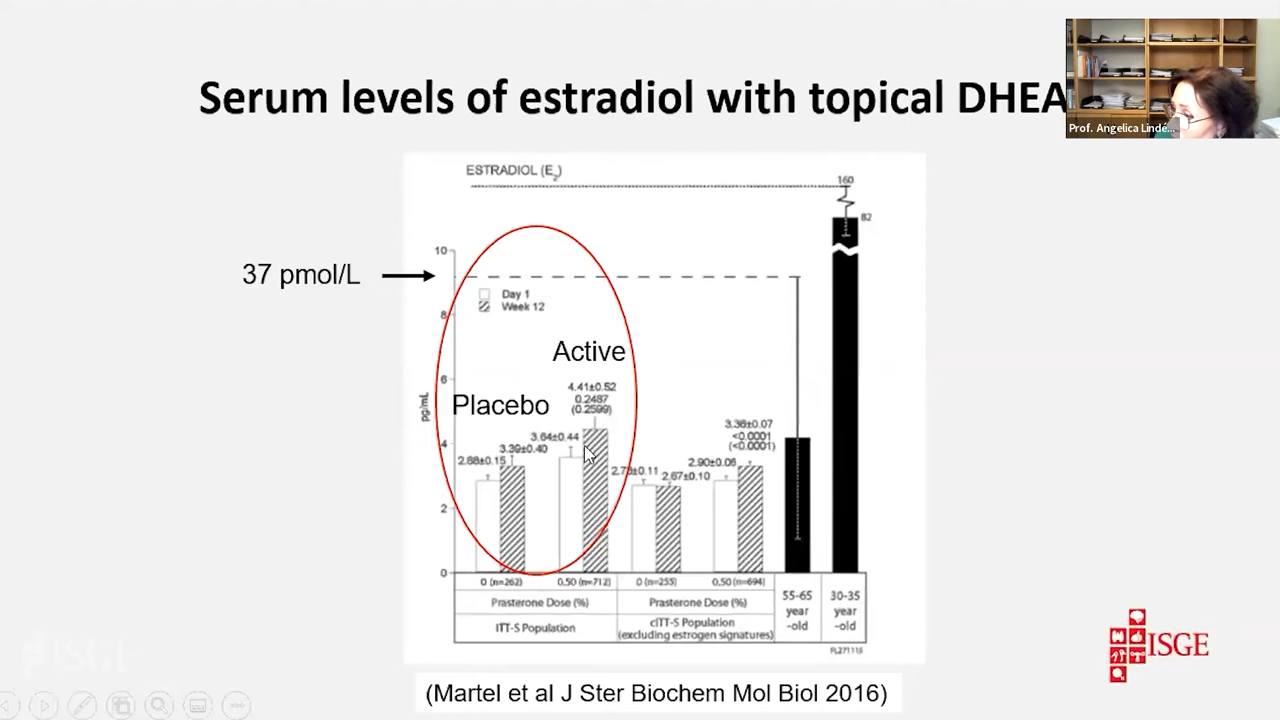 Serum levels of estradiol with topical DHEA
Prof. Angelica Lindé...
ESTRADIOL (E2)
160
82
10
37 pmol/L
Day 1
8
Week 12
Active
6
4.41±0.52
0.2487
(0.2599)
Placebo
pg/mL
3.36±0.07
<0.0001
(<0.0001)
4
3.64±0.44
3.39±0.40
2.88±0.15
±0.11
2.67±0.10
2.90±0.06
2
0
0 (n=262)
0.50 (n=712)
0 (n=255)
0.50 (n=694)
Prasterone Dose (%)
Prasterone Dose (%)
ITT-S Population
cITT-S Population
(excluding estrogen signatures)
55-65
year
-old
30-35
year
-old
FL271115
ISGE
(Martel et al J Ster Biochem Mol Biol 2016)